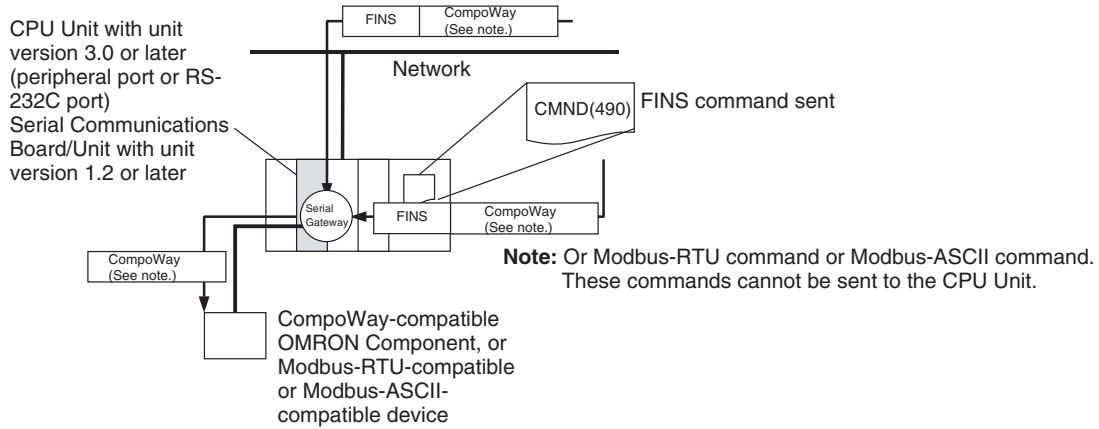 FINS
CompoWay
(See note.)
CPU Unit with unit
version 3.0 or later
(peripheral port or RS-
232C port)
Serial Communications
Board/Unit with unit
version 1.2 or later
Network
CMND(490)
FINS command sent
Serial
Gateway
FINS
CompoWay
(See note.)
CompoWay
(See note.)
Note: Or Modbus-RTU command or Modbus-ASCII command.
These commands cannot be sent to the CPU Unit.
CompoWay-compatible
OMRON Component, or
Modbus-RTU-compatible
or Modbus-ASCII-
compatible device